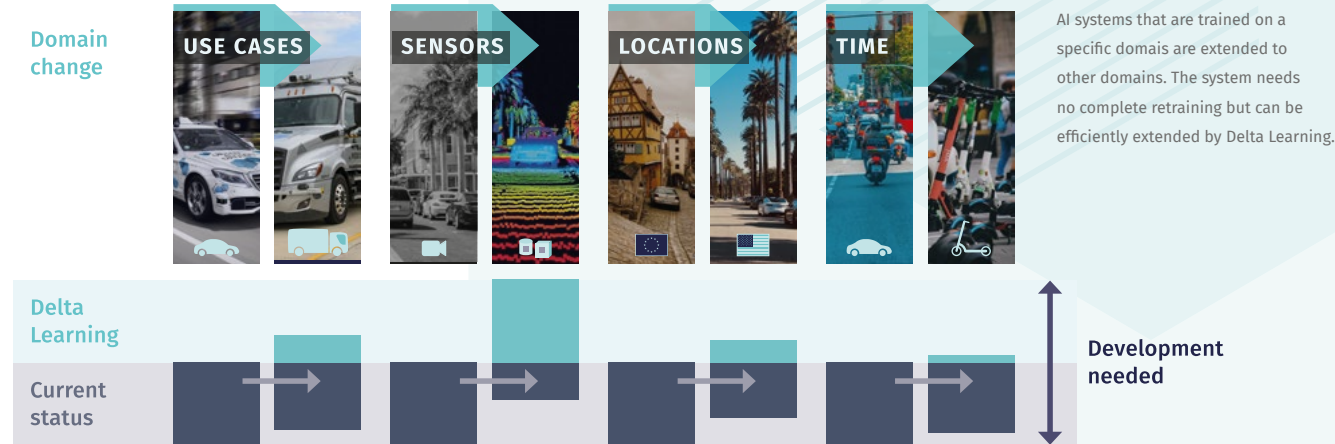 Domain
change
USE CASES
SENSORS
LOCATIONS
TIME
AI systems that are trained on a
specific domais are extended to
other domains. The system needs
no complete retraining but can be
efficiently extended by Delta Learning.
Delta
Learning
Current
status
Development
needed